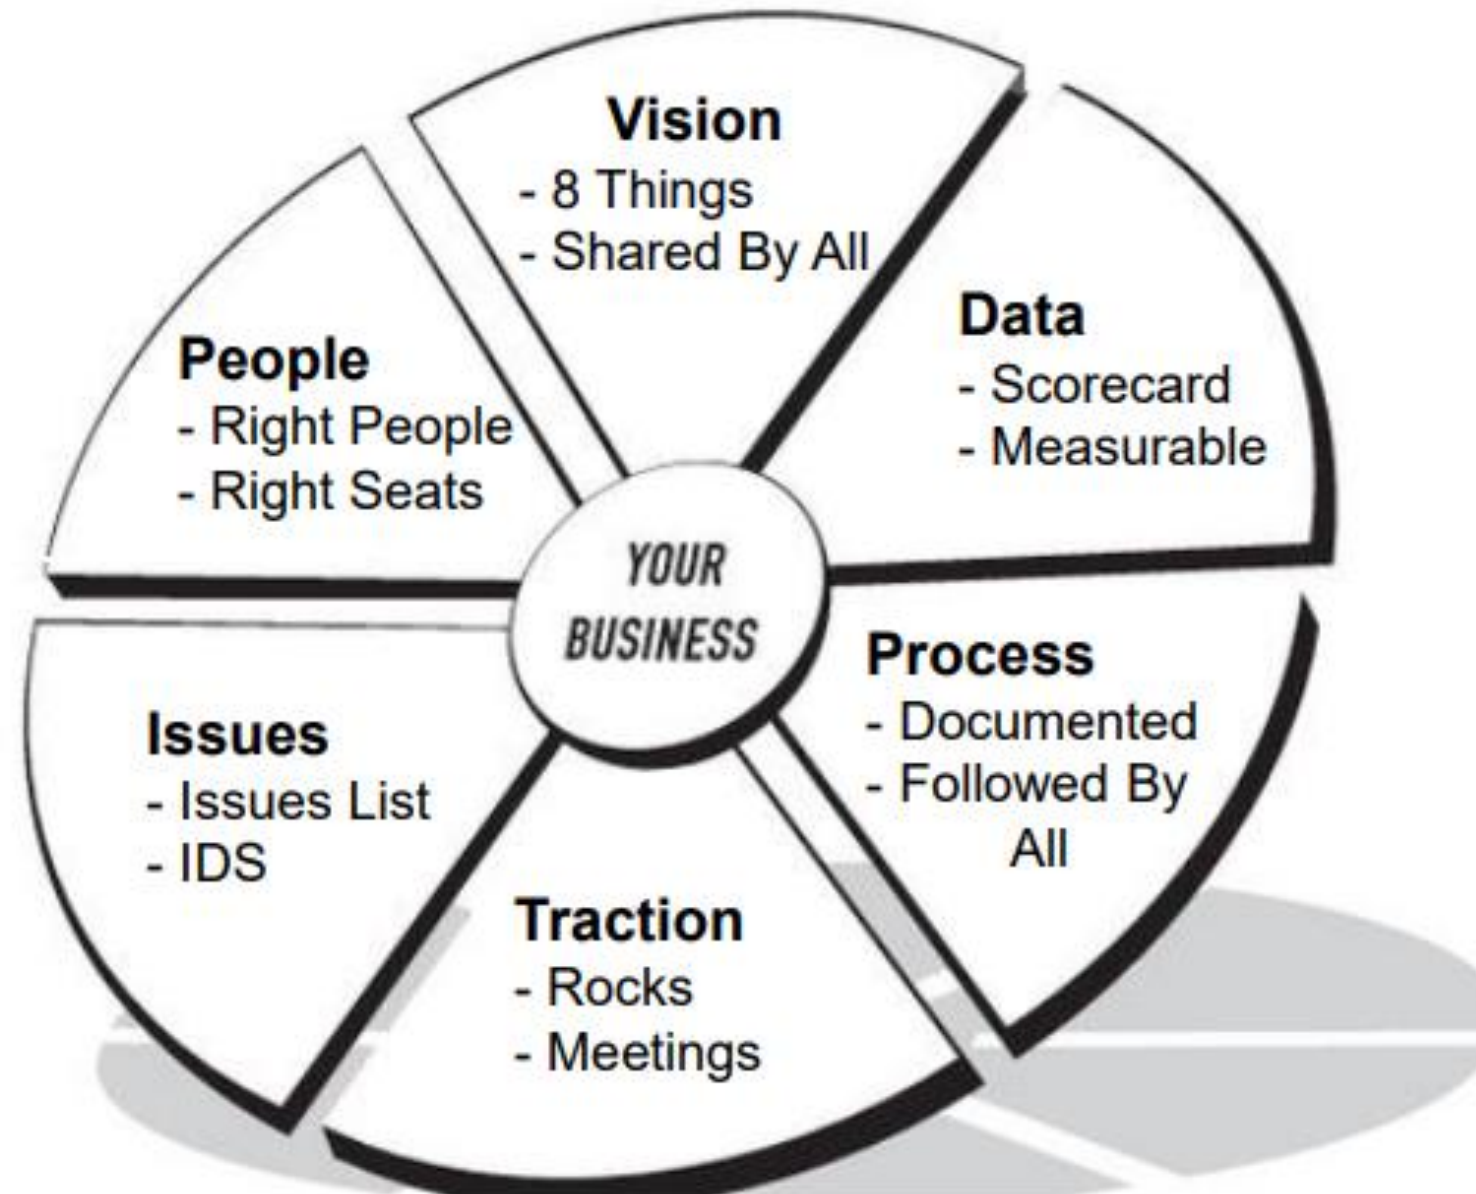 Vision
- 8 Things
- Shared By All
Data
- Scorecard
- Measurable
People
- Right People
- Right Seats
YOUR
BUSINESS
Process
- Documented
- Followed By
All
Issues
- Issues List
- IDS
Traction
- Rocks
- Meetings